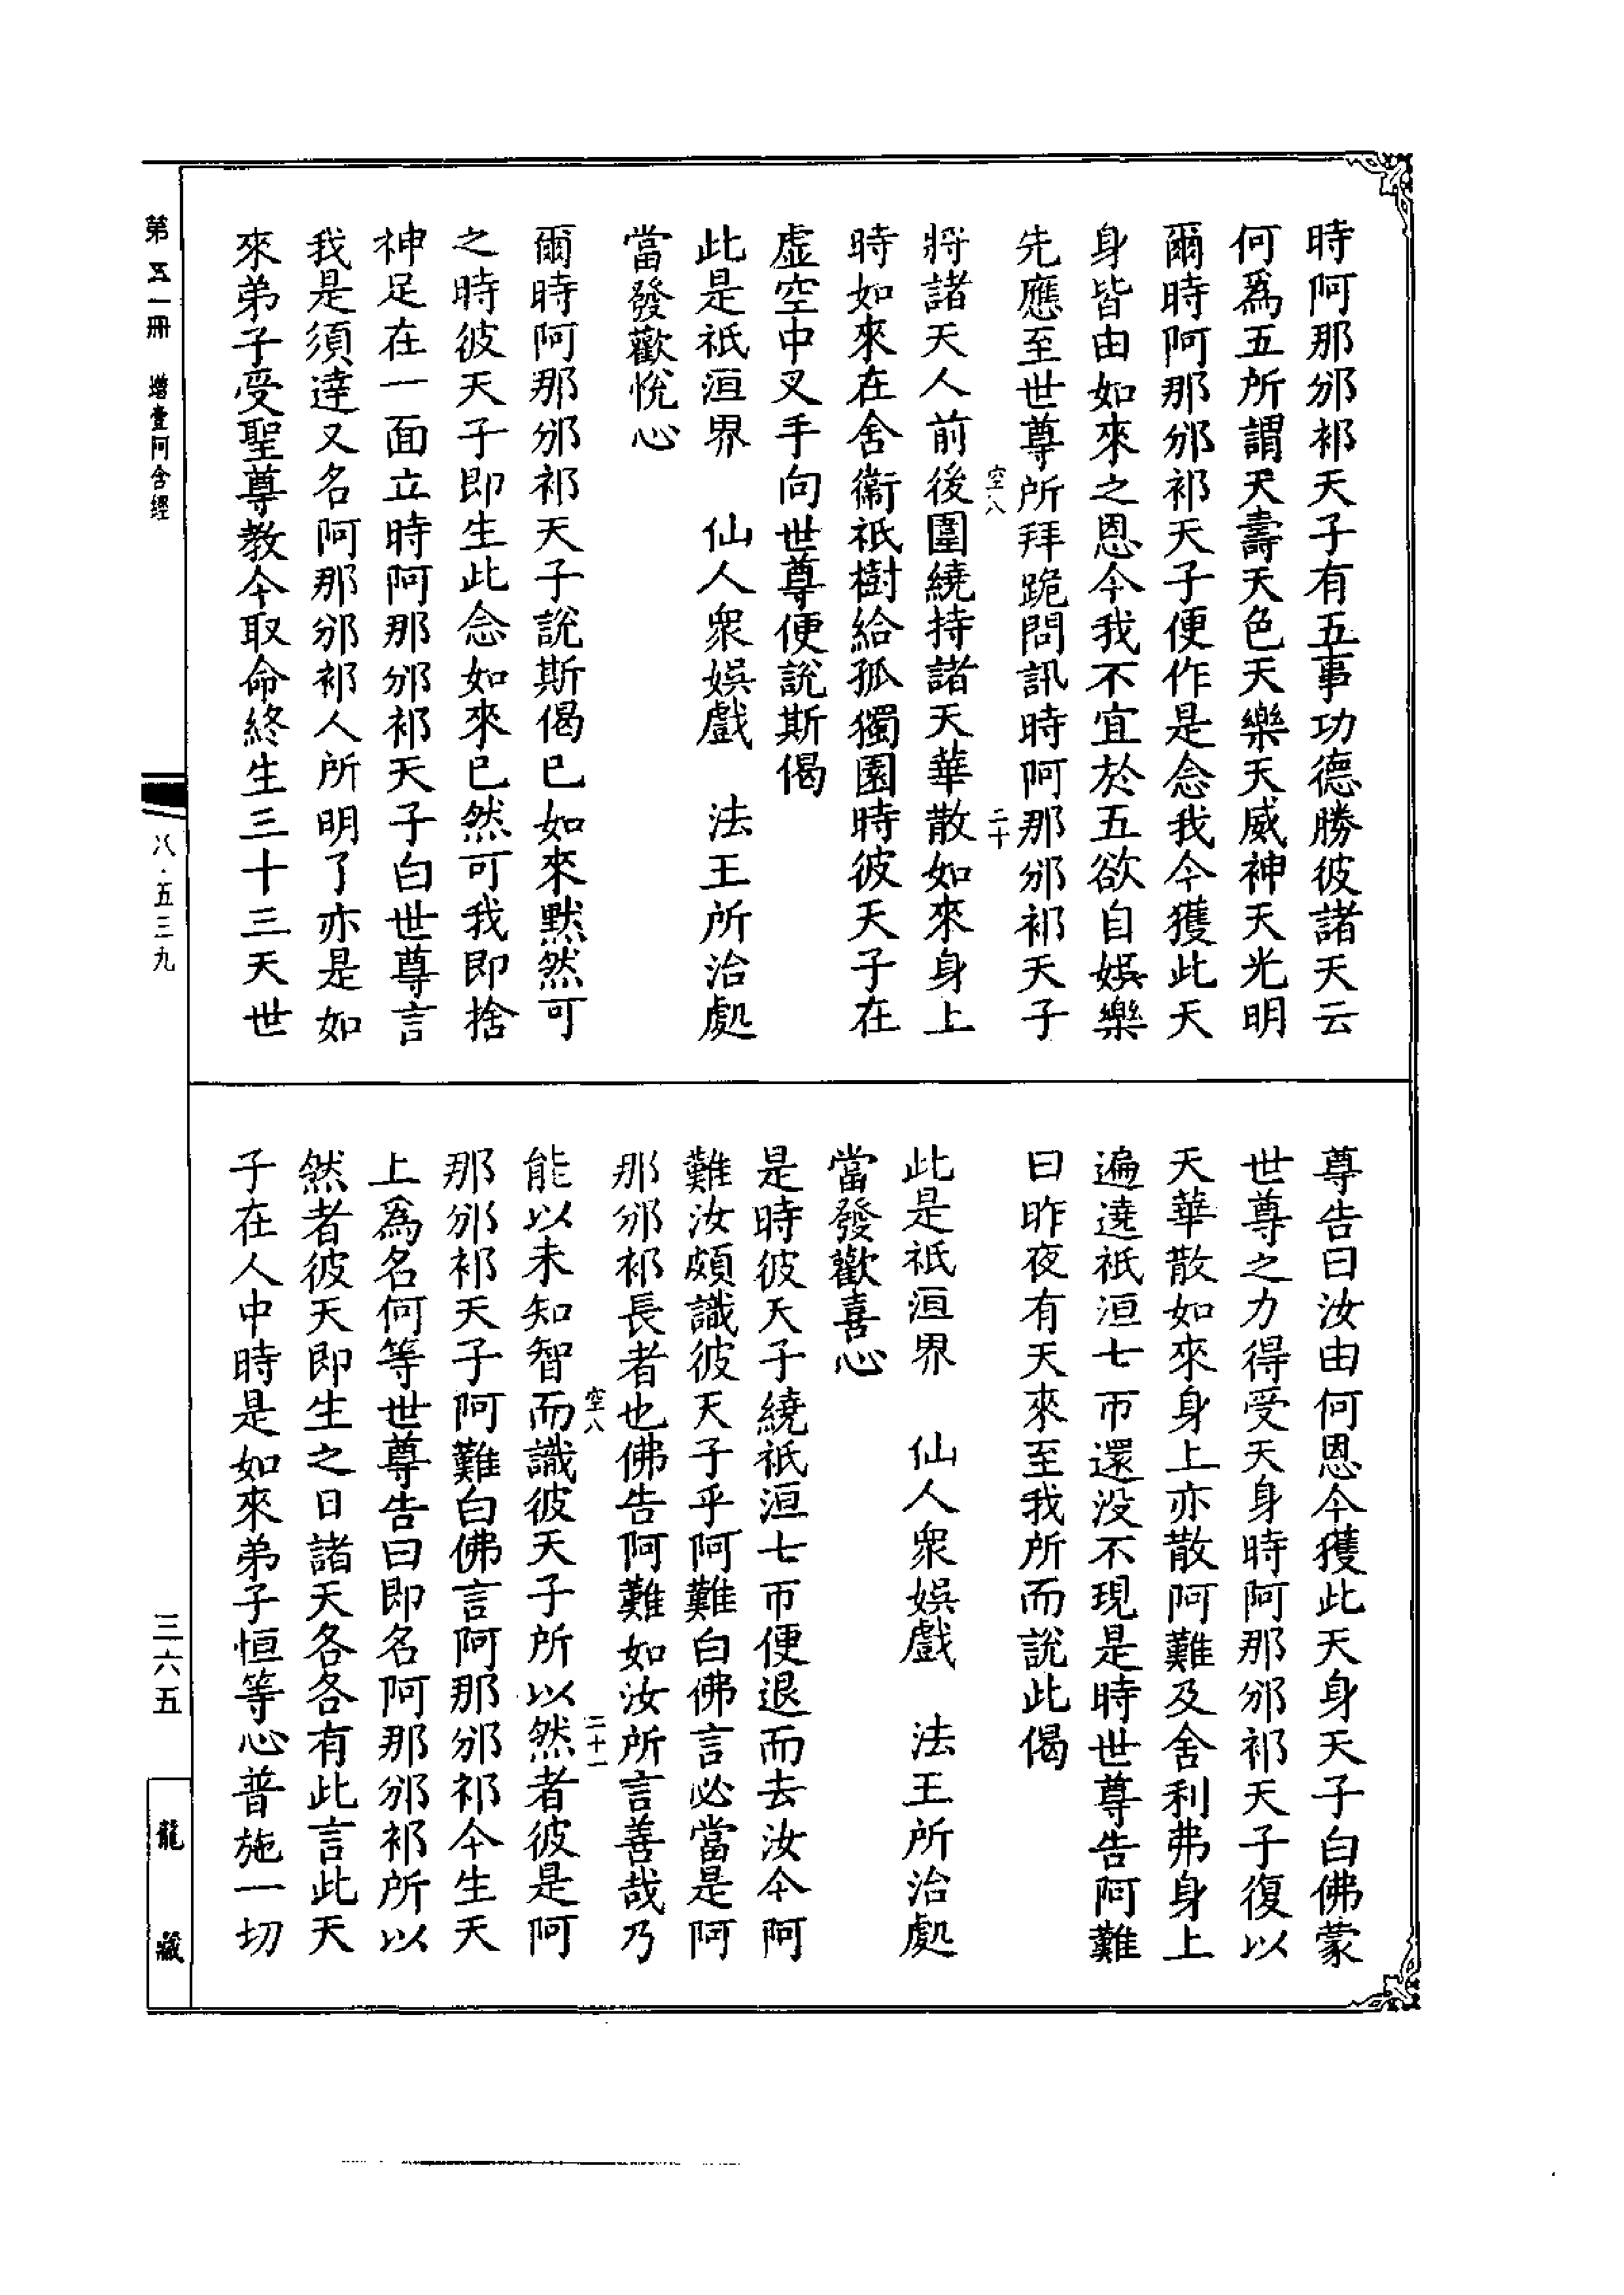 時阿那邠祁天子有五事功德勝彼諸天云
何爲五所謂天壽天色天樂天威神天光明
爾時阿那邠祁天子便作是念我今獲此天
身皆由如來之恩今我不宜於五欲自娛樂
先應至世尊所拜跪問訊時阿那邠祁天子
空八
二十
將諸天人前後圍繞持諸天華散如來身上
時如來在舍衞祇樹給孤獨園時彼天子在
虛空中叉手向世尊便說斯偈
此是祇洹界　仙人衆娛戲　法王所治處
當發歡悅心
爾時阿那邠祁天子說斯偈已如來默然可
之時彼天子即生此念如來已然可我即捨
神足在一面立時阿那邠祁天子白世尊言
我是須達又名阿那邠祁人所明了亦是如
來弟子受聖尊教今取命終生三十三天世
尊告曰汝由何恩今獲此天身天子白佛蒙
世尊之力得受天身時阿那邠祁天子復以
天華散如來身上亦散阿難及舍利弗身上
遍遶祇洹七帀還没不現是時世尊告阿難
曰昨夜有天來至我所而說此偈
此是祇洹界　仙人衆娛戲　法王所治處
當發歡喜心
是時彼天子繞祇洹七帀便退而去汝今阿
難汝頗識彼天子乎阿難白佛言必當是阿
那邠祁長者也佛告阿難如汝所言善哉乃
空八
二十一
能以未知智而識彼天子所以然者彼是阿
那邠祁天子阿難白佛言阿那邠祁今生天
上爲名何等世尊告曰即名阿那邠祁所以
然者彼天即生之日諸天各各有此言此天
子在人中時是如來弟子恒等心普施一切
第五一冊　增壹阿含經
八·五三九
三六五
龍藏